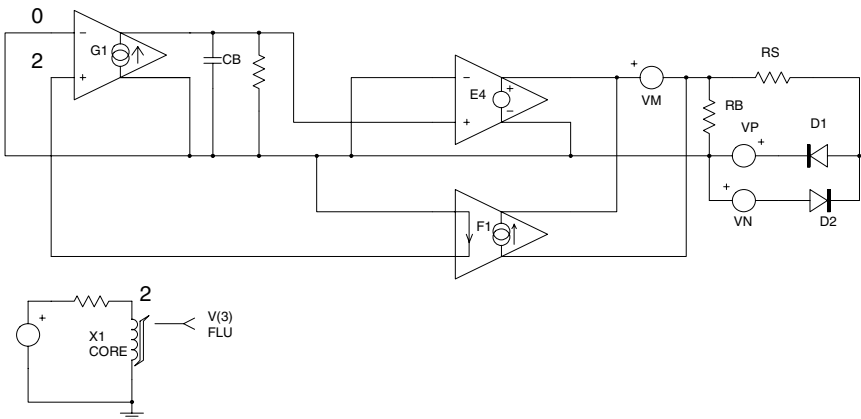 0
2
G1
CB
E4
VM
RS
RB
VP
D1
VN
D2
F1
2
X1
CORE
V(3)
FLU